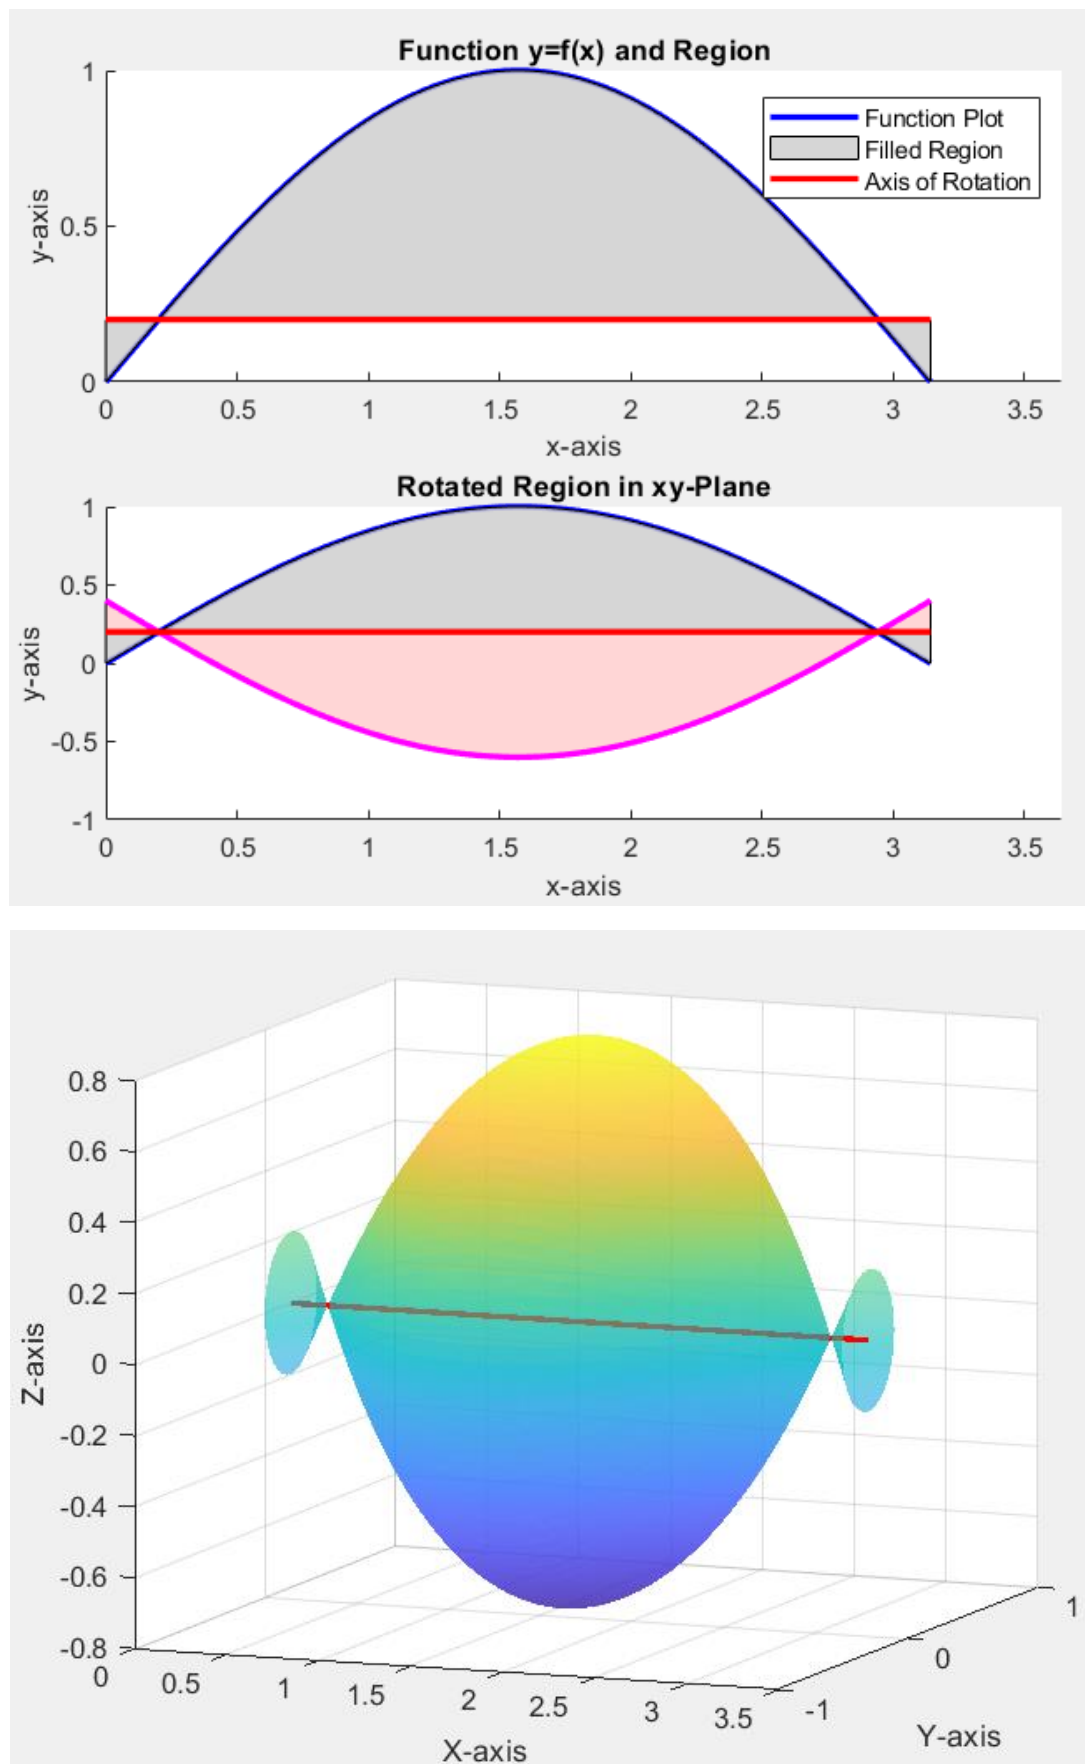 Function y=f(x) and Region
1
0.5
0
y-axis
Function Plot
Filled Region
Axis of Rotation
0 0.5 1 1.5 2 2.5 3 3.5
x-axis
Rotated Region in xy-Plane
1
0.5
0
-0.5
-1
y-axis
0 0.5 1 1.5 2 2.5 3 3.5
x-axis
0.8
0.6
0.4
0.2
0
-0.2
-0.4
-0.6
-0.8
Z-axis
0 0.5 1 1.5 2 2.5 3 3.5
X-axis
-1 0 1
Y-axis